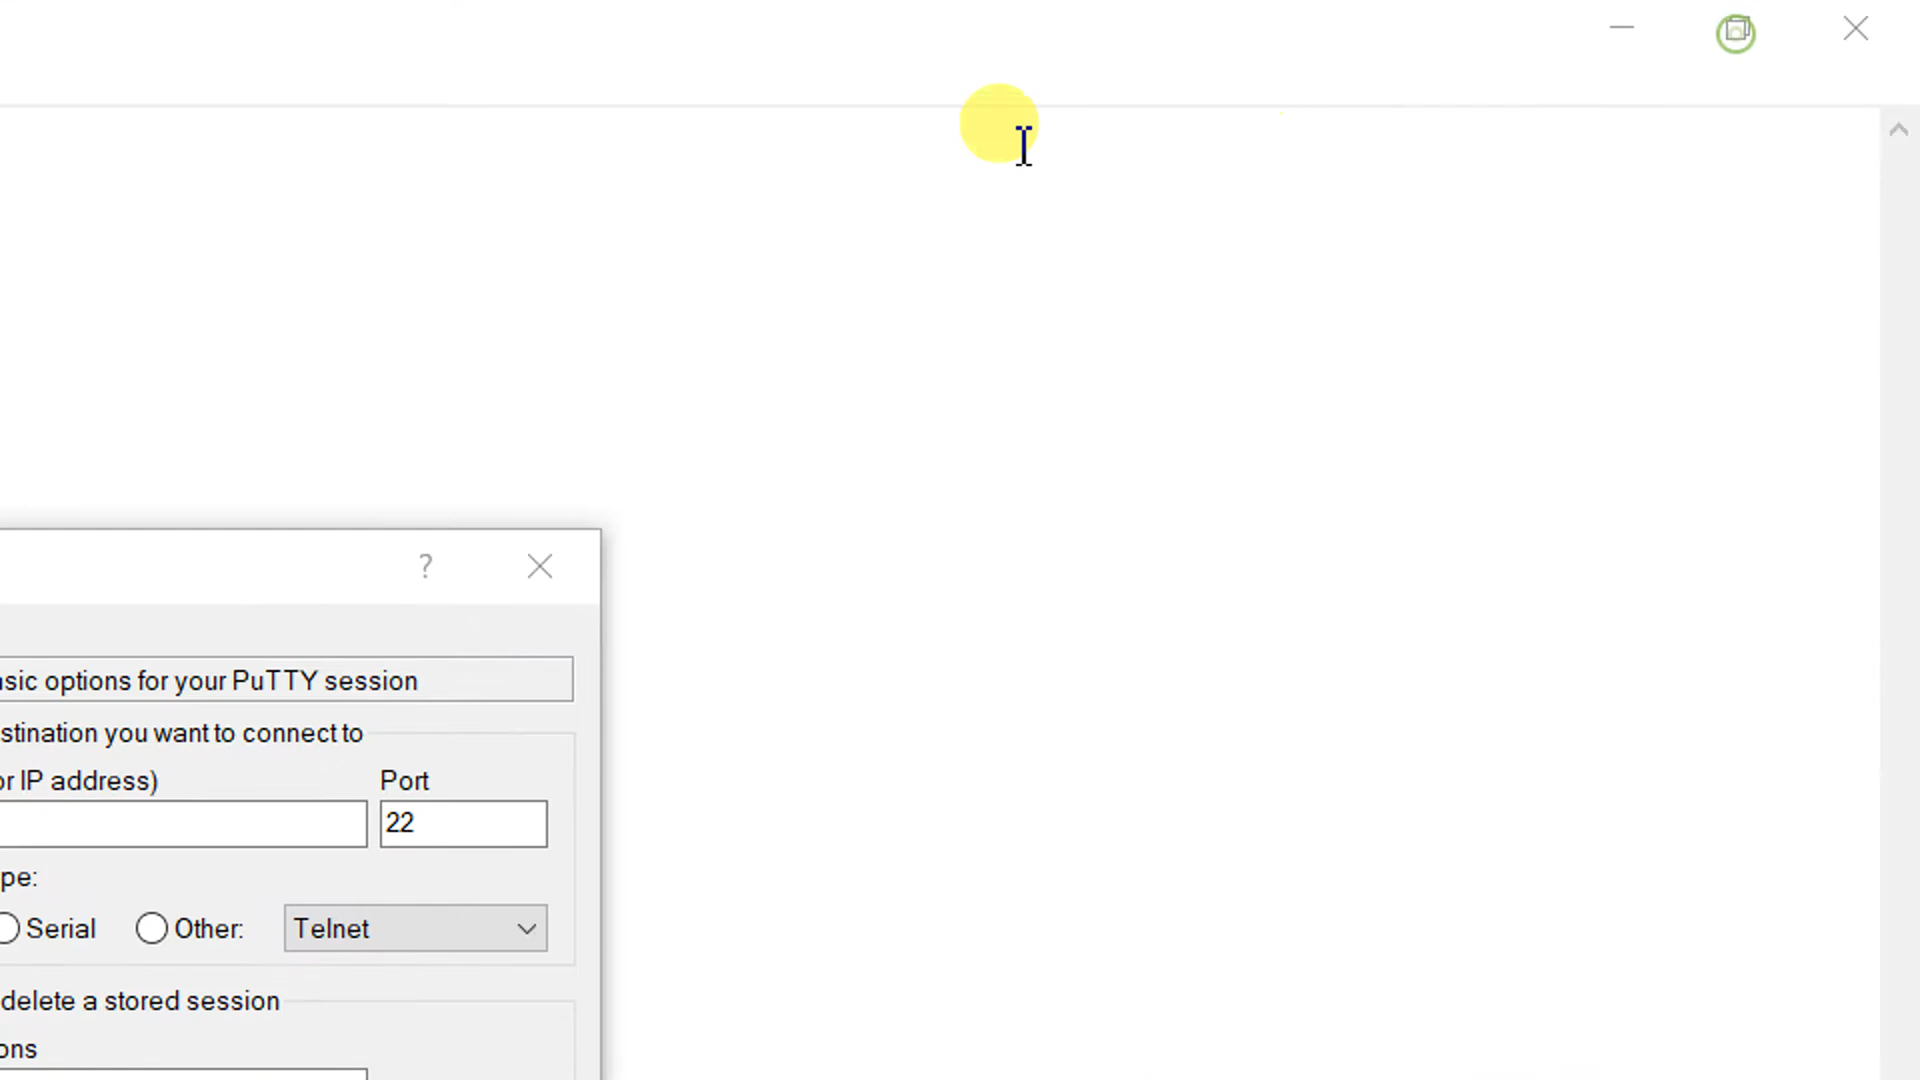 ?
asic options for your PuTTY session
stination you want to connect to
or IP address) Port
22
pe:
Serial Other: Telnet
delete a stored session
ons